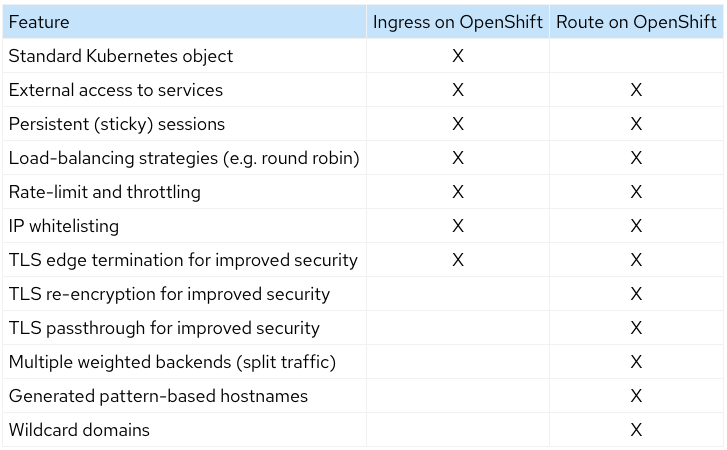 Feature Ingress on OpenShift Route on OpenShift
Standard Kubernetes object X
External access to services X X
Persistent (sticky) sessions X X
Load-balancing strategies (e.g. round robin) X X
Rate-limit and throttling X X
IP whitelisting X X
TLS edge termination for improved security X X
TLS re-encryption for improved security X
TLS passthrough for improved security X
Multiple weighted backends (split traffic) X
Generated pattern-based hostnames X
Wildcard domains X